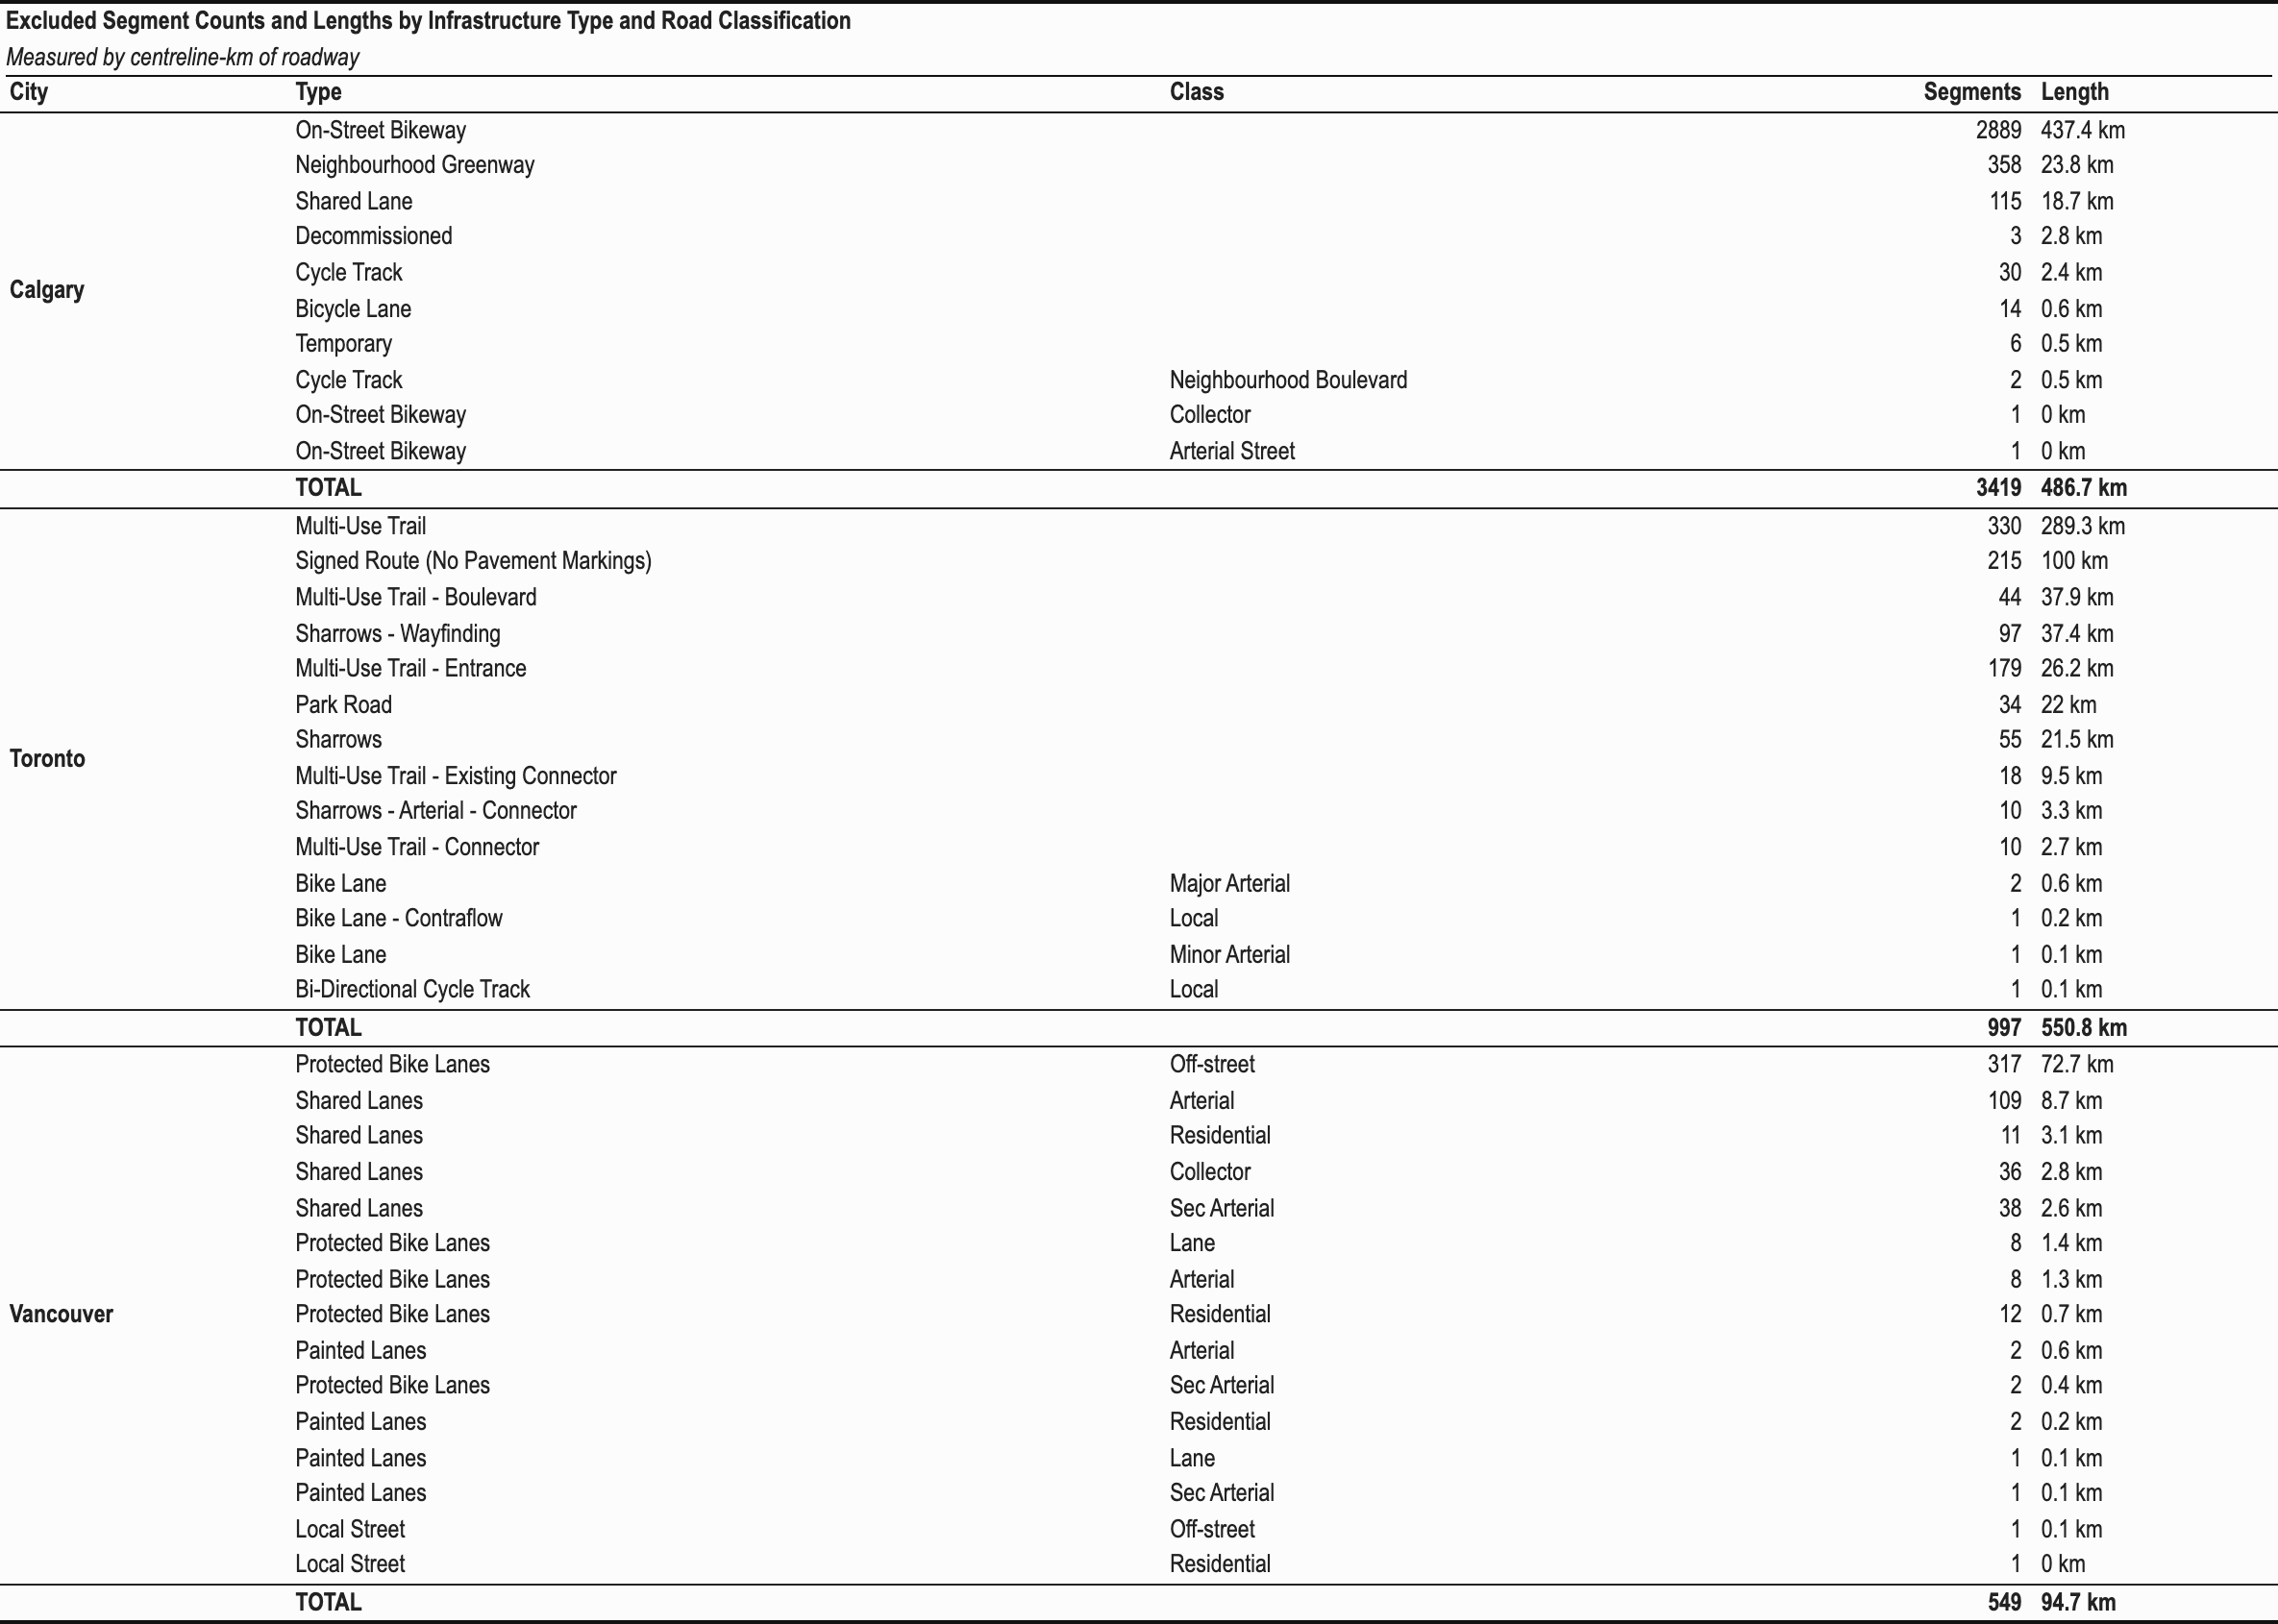 Excluded Segment Counts and Lengths by Infrastructure Type and Road Classification
Measured by centreline-km of roadway
City Type Class Segments Length
On-Street Bikeway 2889 437.4 km
Neighbourhood Greenway 358 23.8 km
Shared Lane 115 18.7 km
Decommissioned 3 2.8 km
Cycle Track 30 2.4 km
Calgary
Bicycle Lane 14 0.6 km
Temporary 6 0.5 km
Cycle Track Neighbourhood Boulevard 2 0.5 km
On-Street Bikeway Collector 1 0 km
On-Street Bikeway Arterial Street 1 0 km
TOTAL 3419 486.7 km
Multi-Use Trail 330 289.3 km
Signed Route (No Pavement Markings) 215 100 km
Multi-Use Trail - Boulevard 44 37.9 km
Sharrows - Wayfinding 97 37.4 km
Multi-Use Trail - Entrance 179 26.2 km
Park Road 34 22 km
Sharrows 55 21.5 km
Toronto
Multi-Use Trail - Existing Connector 18 9.5 km
Sharrows - Arterial - Connector 10 3.3 km
Multi-Use Trail - Connector 10 2.7 km
Bike Lane Major Arterial 2 0.6 km
Bike Lane - Contraflow Local 1 0.2 km
Bike Lane Minor Arterial 1 0.1 km
Bi-Directional Cycle Track Local 1 0.1 km
TOTAL 997 550.8 km
Protected Bike Lanes Off-street 317 72.7 km
Shared Lanes Arterial 109 8.7 km
Shared Lanes Residential 11 3.1 km
Shared Lanes Collector 36 2.8 km
Shared Lanes Sec Arterial 38 2.6 km
Protected Bike Lanes Lane 8 1.4 km
Protected Bike Lanes Arterial 8 1.3 km
Vancouver Protected Bike Lanes Residential 12 0.7 km
Painted Lanes Arterial 2 0.6 km
Protected Bike Lanes Sec Arterial 2 0.4 km
Painted Lanes Residential 2 0.2 km
Painted Lanes Lane 1 0.1 km
Painted Lanes Sec Arterial 1 0.1 km
Local Street Off-street 1 0.1 km
Local Street Residential 1 0 km
TOTAL 549 94.7 km